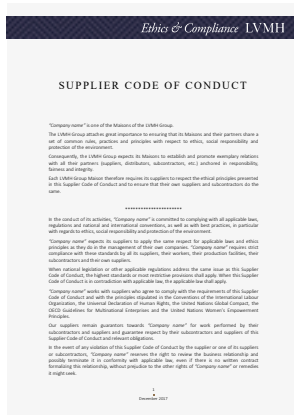 Ethics & Compliance LVMH
SUPPLIER CODE OF CONDUCT
"Company name" is one of the Maisons of the LVMH Group.
The LVMH Group attaches great importance to ensuring that its Maisons and their partners share a
set of common rules, practices and principles with respect to ethics, social responsibility and
protection of the environment.
Consequently, the LVMH Group expects its Maisons to establish and promote exemplary relations
with all their partners (suppliers, distributors, subcontractors, etc.) anchored in responsibility,
fairness and integrity.
Each LVMH Group Maison therefore requires its suppliers to respect the ethical principles presented
in this Supplier Code of Conduct and to ensure that their own suppliers and subcontractors do the
same.
**********************
In the conduct of its activities, "Company name" is committed to complying with all applicable laws,
regulations and national and international conventions, as well as with best practices, in particular
with regards to ethics, social responsibility and protection of the environment.
"Company name" expects its suppliers to apply the same respect for applicable laws and ethics
principles as they do in the management of their own companies. "Company name" requires strict
compliance with these standards by all its suppliers, their workers, their production facilities, their
subcontractors and their own suppliers.
When national legislation or other applicable regulations address the same issue as this Supplier
Code of Conduct, the highest standards or most restrictive provisions shall apply. When this Supplier
Code of Conduct is in contradiction with applicable law, the applicable law shall apply.
"Company name" works with suppliers who agree to comply with the requirements of this Supplier
Code of Conduct and with the principles stipulated in the Conventions of the International Labour
Organization, the Universal Declaration of Human Rights, the United Nations Global Compact, the
OECD Guidelines for Multinational Enterprises and the United Nations Women's Empowerment
Principles.
Our suppliers remain guarantors towards "Company name" for work performed by their
subcontractors and suppliers and guarantee respect by their subcontractors and suppliers of this
Supplier Code of Conduct and relevant obligations.
In the event of any violation of this Supplier Code of Conduct by the supplier or one of its suppliers
or subcontractors, "Company name" reserves the right to review the business relationship and
possibly terminate it in conformity with applicable law, even if there is no written contract
formalising this relationship, without prejudice to the other rights of "Company name" or remedies
it might seek.
1
December 2017